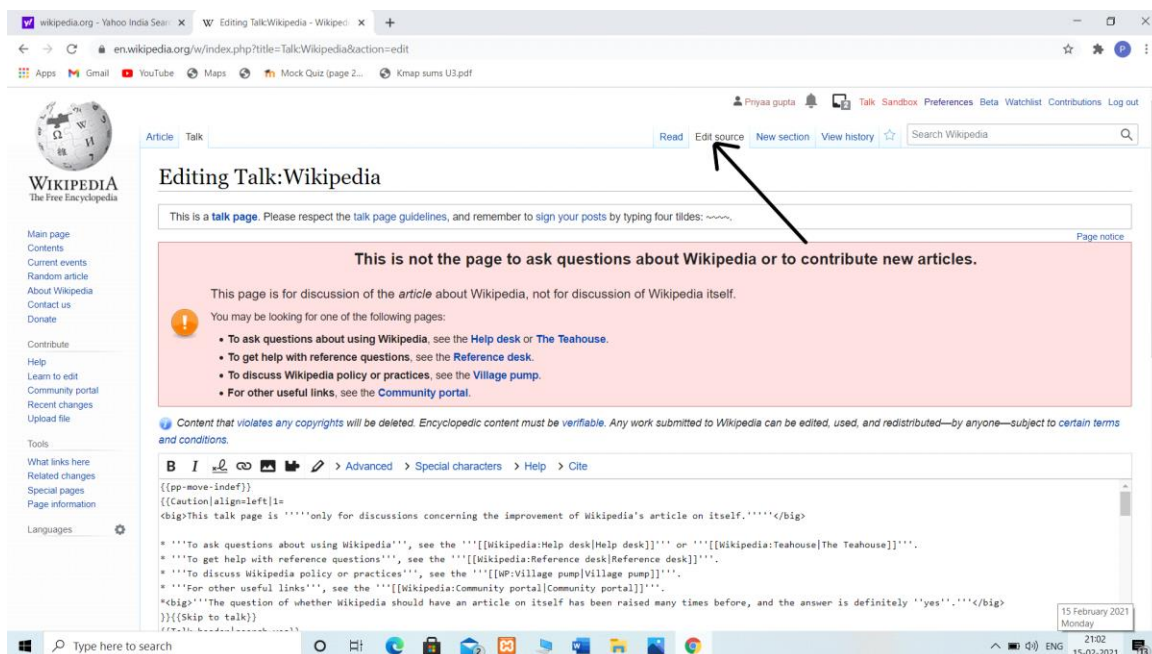 wikipedia.org - Yahoo India Sear
Editing Talk:Wikipedia - Wikiped
en.wikipedia.org/w/index.php?title=Talk:Wikipedia&action=edit
Apps Gmail YouTube Maps Mock Quiz (page 2... Kmap sums U3.pdf
Priyaa gupta 2 Talk Sandbox Preferences Beta Watchlist Contributions Log out
Article Talk Read Edit source New section View history Search Wikipedia
WIKIPEDIA
The Free Encyclopedia
Main page
Contents
Current events
Random article
About Wikipedia
Contact us
Donate
Contribute
Help
Learn to edit
Community portal
Recent changes
Upload file
Tools
What links here
Related changes
Special pages
Page information
Languages
Editing Talk:Wikipedia
This is a talk page. Please respect the talk page guidelines, and remember to sign your posts by typing four tildes: ~~~~.
Page notice
This is not the page to ask questions about Wikipedia or to contribute new articles.
This page is for discussion of the article about Wikipedia, not for discussion of Wikipedia itself.
You may be looking for one of the following pages:
• To ask questions about using Wikipedia, see the Help desk or The Teahouse.
• To get help with reference questions, see the Reference desk.
• To discuss Wikipedia policy or practices, see the Village pump.
• For other useful links, see the Community portal.
Content that violates any copyrights will be deleted. Encyclopedic content must be verifiable. Any work submitted to Wikipedia can be edited, used, and redistributed—by anyone—subject to certain terms
and conditions.
B I Advanced Special characters Help Cite
{{pp-move-indef}}
{{Caution|align=left|1=
<big>This talk page is '''''only for discussions concerning the improvement of Wikipedia's article on itself.'''''</big>
* '''To ask questions about using Wikipedia''', see the '''[[Wikipedia:Help desk|Help desk]]''' or '''[[Wikipedia:Teahouse|The Teahouse]]'''.
* '''To get help with reference questions''', see the '''[[Wikipedia:Reference desk|Reference desk]]'''.
* '''To discuss Wikipedia policy or practices''', see the '''[[WP:Village pump|Village pump]]'''.
* '''For other useful links''', see the '''[[Wikipedia:Community portal|Community portal]]'''.
*<big>'''The question of whether Wikipedia should have an article on itself has been raised many times before, and the answer is definitely ''yes''.'''</big>
}}{{Skip to talk}}
{{Talk header|search=yes}}
15 February 2021
Monday
Type here to search
ENG
21:02
15-02-2021